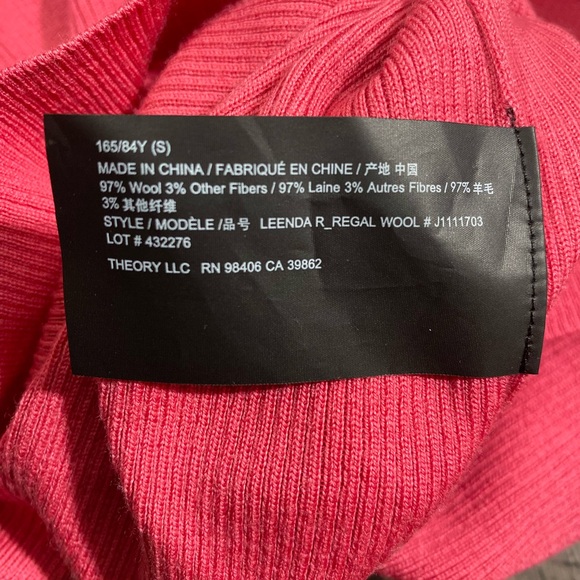 165/84Y (S)
MADE IN CHINA / FABRIQUÉ EN CHINE / 产地 中国
97% Wool 3% Other Fibers / 97% Laine 3% Autres Fibres / 97% 羊毛
3% 其他纤维
STYLE / MODÈLE /品号 LEENDA R_REGAL WOOL # J1111703
LOT # 432276
THEORY LLC RN 98406 CA 39862